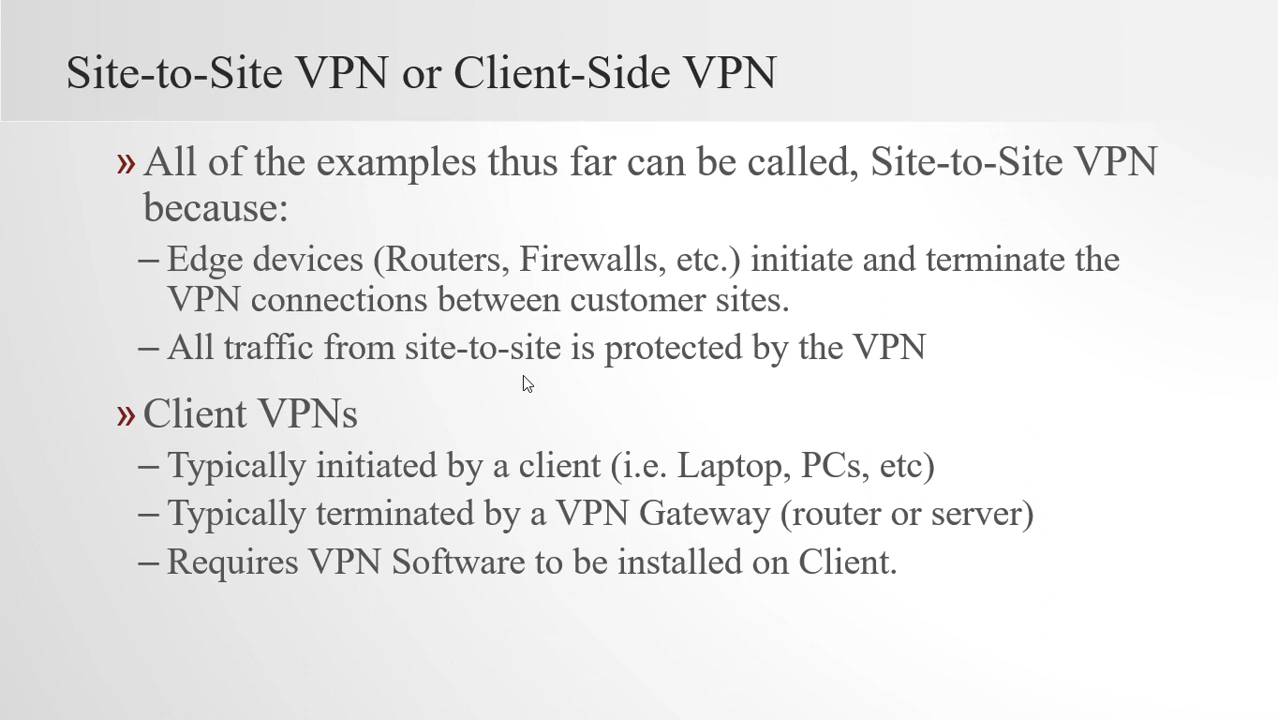 Site-to-Site VPN or Client-Side VPN
» All of the examples thus far can be called, Site-to-Site VPN
because:
– Edge devices (Routers, Firewalls, etc.) initiate and terminate the
VPN connections between customer sites.
– All traffic from site-to-site is protected by the VPN
» Client VPNs
– Typically initiated by a client (i.e. Laptop, PCs, etc)
– Typically terminated by a VPN Gateway (router or server)
– Requires VPN Software to be installed on Client.